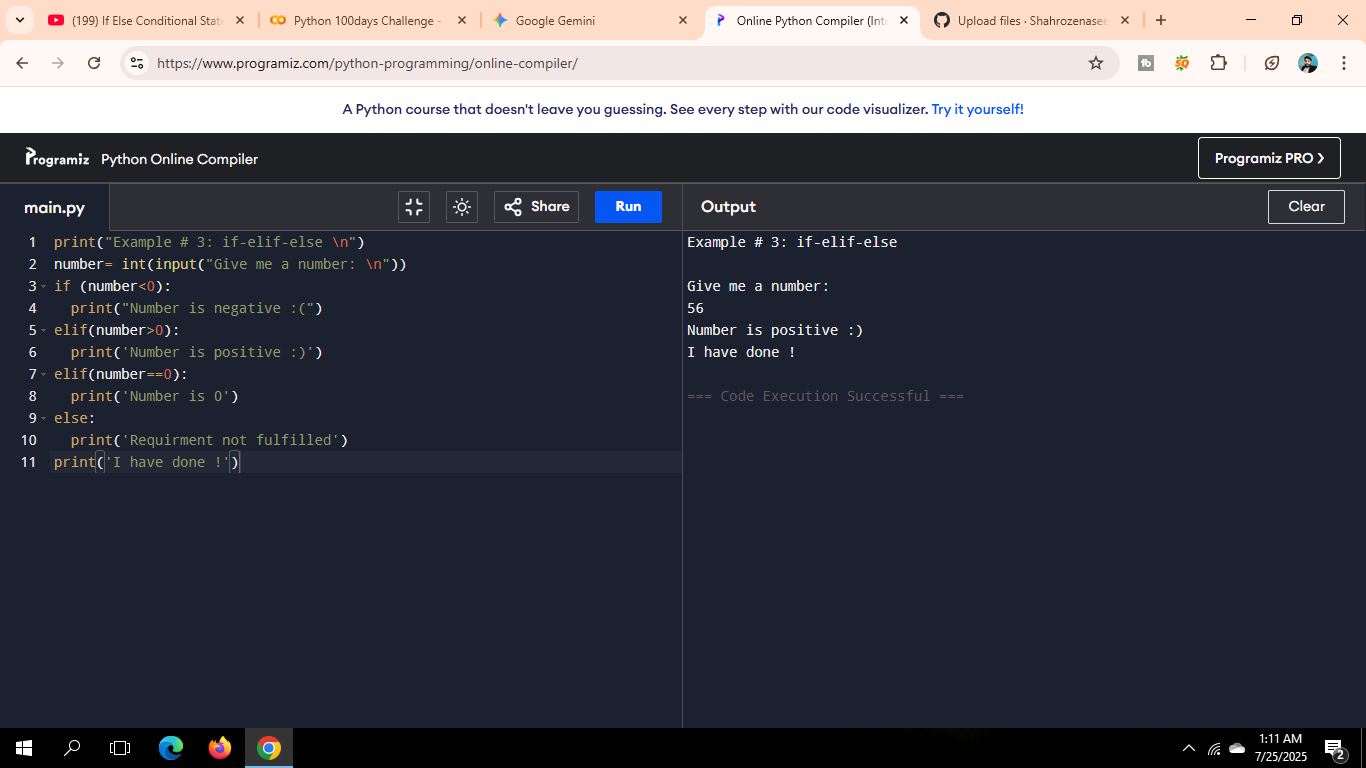 (199) If Else Conditional State
Python 100days Challenge -
Google Gemini
Online Python Compiler (Inte
Upload files · Shahrozenasee
https://www.programiz.com/python-programming/online-compiler/
A Python course that doesn't leave you guessing. See every step with our code visualizer. Try it yourself!
Programiz Python Online Compiler
Programiz PRO ❯
main.py
Share
Run
Output
Clear
1 print("Example # 3: if-elif-else \n")
2 number= int(input("Give me a number: \n"))
3 if (number<0):
4 print("Number is negative :(")
5 elif(number>0):
6 print('Number is positive :)')
7 elif(number==0):
8 print('Number is 0')
9 else:
10 print('Requirment not fulfilled')
11 print('I have done !')
Example # 3: if-elif-else
Give me a number:
56
Number is positive :)
I have done !
=== Code Execution Successful ===
1:11 AM
7/25/2025
2